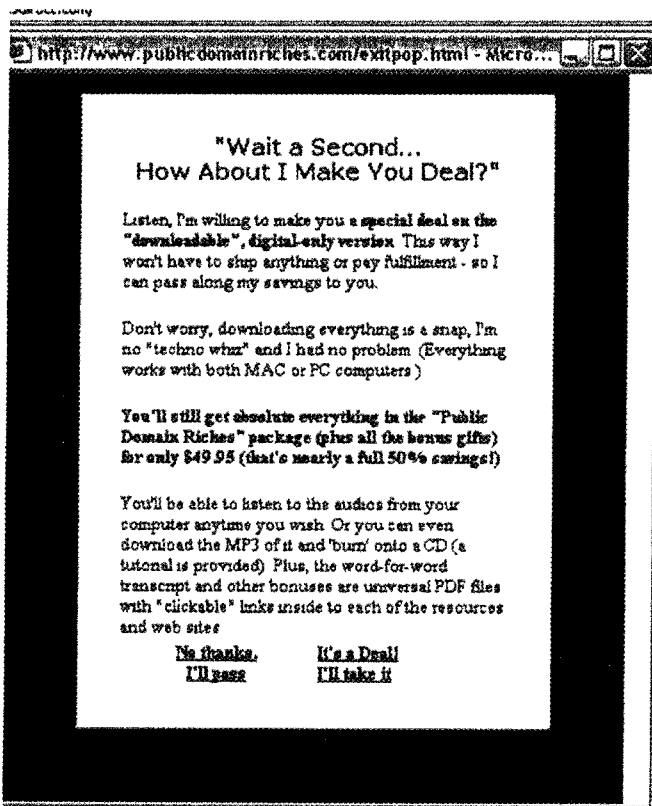 http://www.publicdomainriches.com/exitpop.html - Micro...
"Wait a Second...
How About I Make You Deal?"
Listen, I'm willing to make you a special deal on the
"downloadable", digital-only version This way I
won't have to ship anything or pay fulfillment - so I
can pass along my savings to you.
Don't worry, downloading everything is a snap, I'm
no "techno whiz" and I had no problem (Everything
works with both MAC or PC computers )
You'll still get absolute everything in the "Public
Domain Riches" package (plus all the bonus gifts)
for only $49.95 (that's nearly a full 50% savings!)
You'll be able to listen to the audios from your
computer anytime you wish Or you can even
download the MP3 of it and 'burn' onto a CD (a
tutorial is provided) Plus, the word-for-word
transcript and other bonuses are universal PDF files
with "clickable" links inside to each of the resources
and web sites
No thanks, It's a Deal!
I'll pass I'll take it